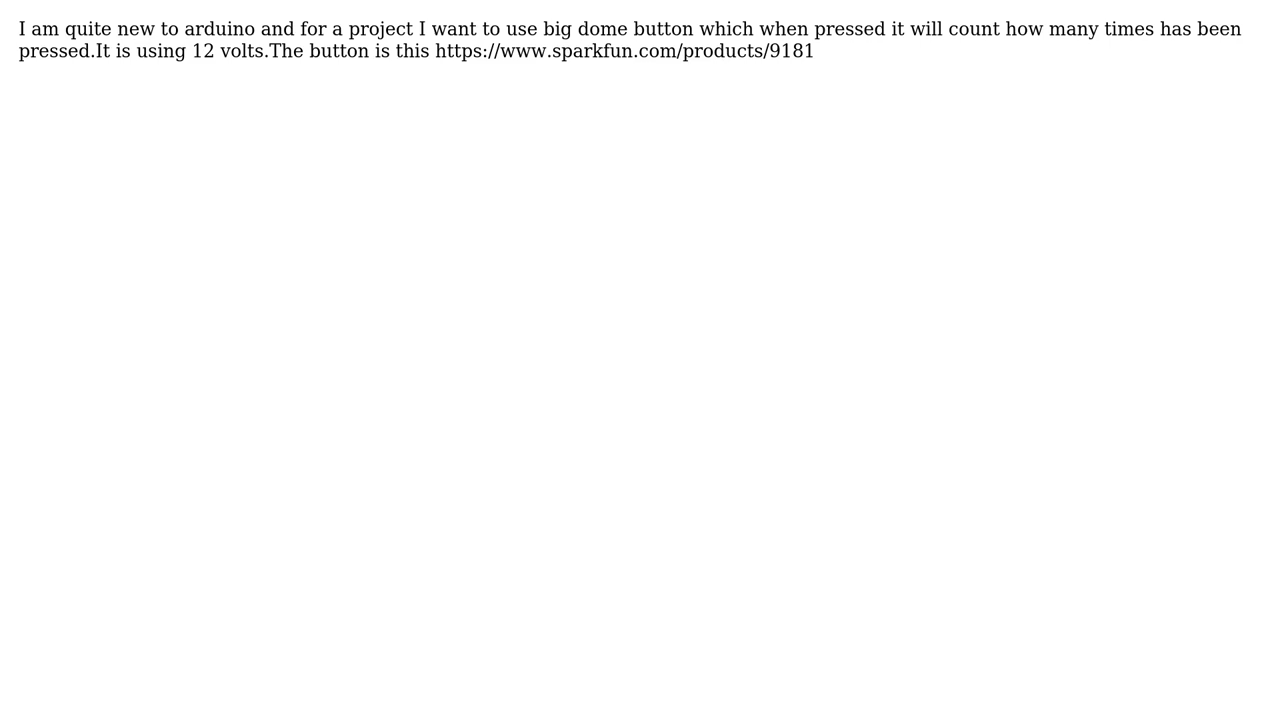 I am quite new to arduino and for a project I want to use big dome button which when pressed it will count how many times has been
pressed.It is using 12 volts.The button is this https://www.sparkfun.com/products/9181